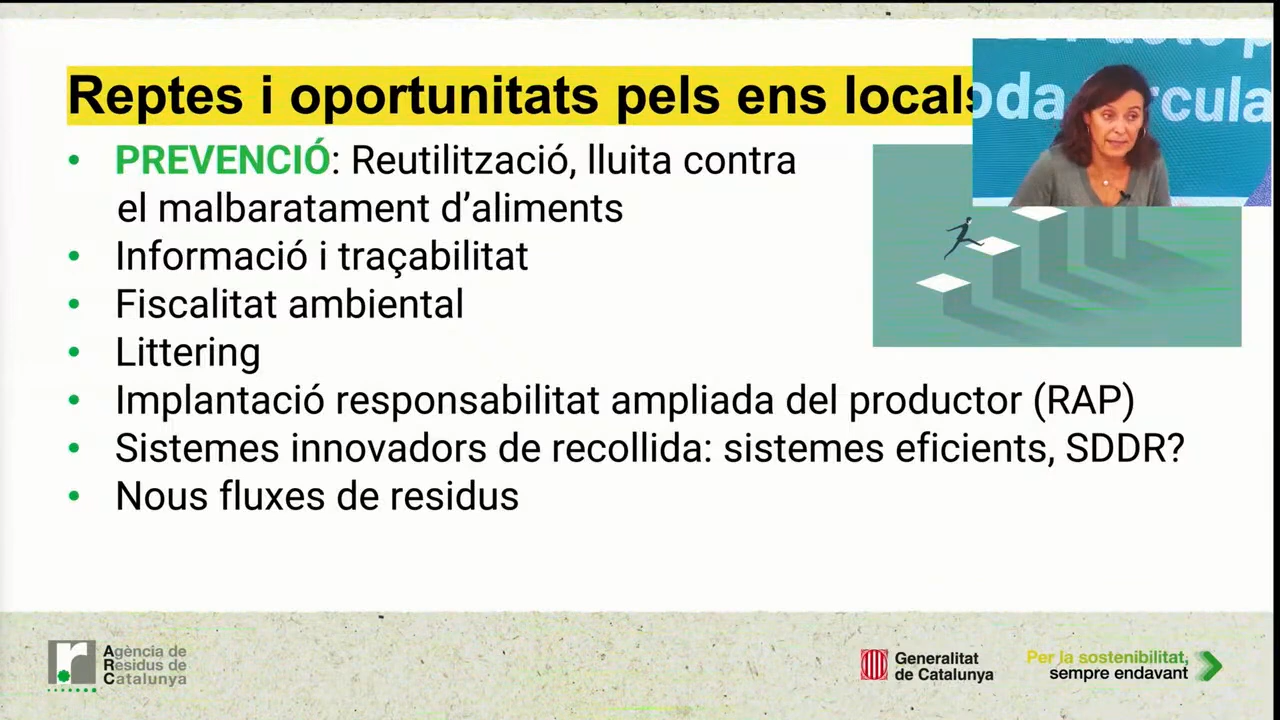 Reptes i oportunitats pels ens locals
• PREVENCIÓ: Reutilització, lluita contra
el malbaratament d’aliments
• Informació i traçabilitat
• Fiscalitat ambiental
• Littering
• Implantació responsabilitat ampliada del productor (RAP)
• Sistemes innovadors de recollida: sistemes eficients, SDDR?
• Nous fluxes de residus
Agència de
Residus de
Catalunya
Generalitat
de Catalunya
Per la sostenibilitat,
sempre endavant